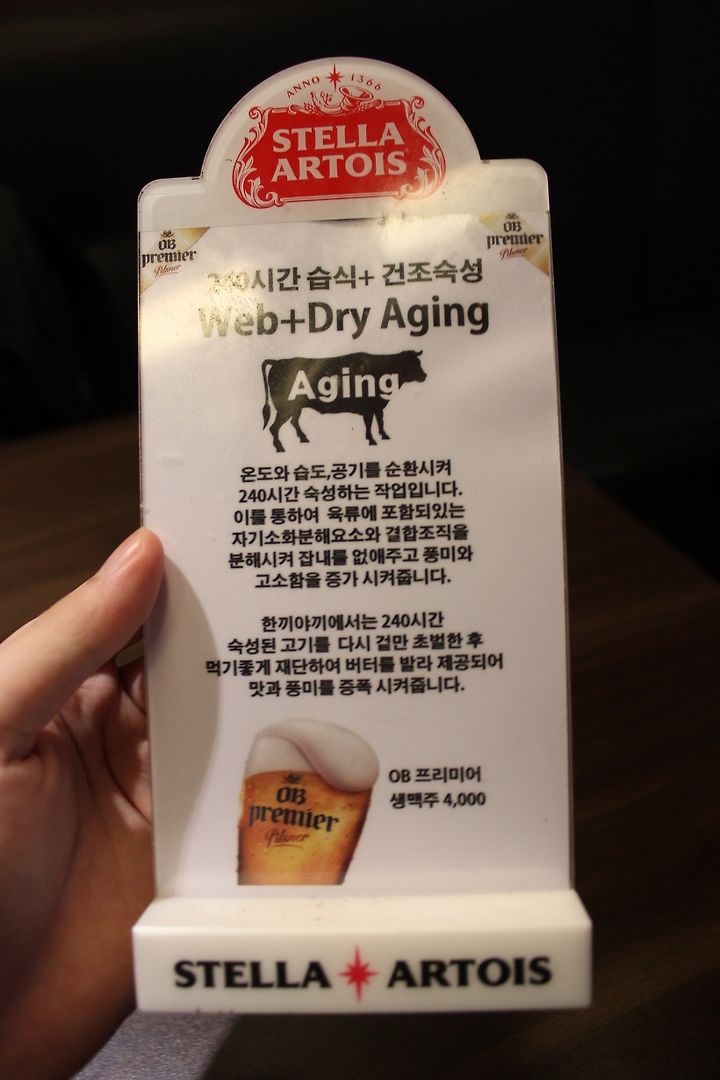 ANNO 1366
STELLA
ARTOIS
OB
premier
Pilsner
OB
premier
Pilsner
240시간 습식+ 건조숙성
Web+Dry Aging
Aging
온도와 습도,공기를 순환시켜
240시간 숙성하는 작업입니다.
이를 통하여 육류에 포함되있는
자기소화분해요소와 결합조직을
분해시켜 잡내를 없애주고 풍미와
고소함을 증가 시켜줍니다.
한끼야끼에서는 240시간
숙성된 고기를 다시 겉만 초벌한 후
먹기좋게 재단하여 버터를 발라 제공되어
맛과 풍미를 증폭 시켜줍니다.
OB
premier
Pilsner
OB 프리미어
생맥주 4,000
STELLA ARTOIS